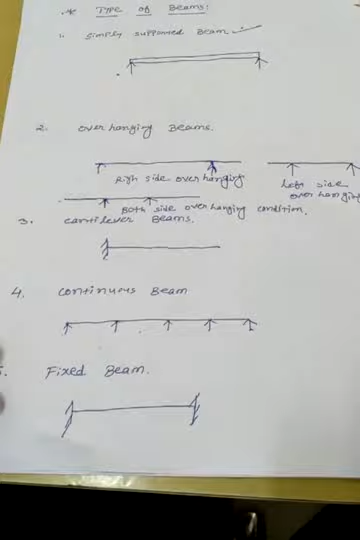 * Type of Beams:
1. simply supported Beam
2. over hanging Beams.
Righ side over hanging
Left side over hanging
Both side over hanging condition.
3. cantilever Beams.
4. continuous Beam
5. Fixed Beam.